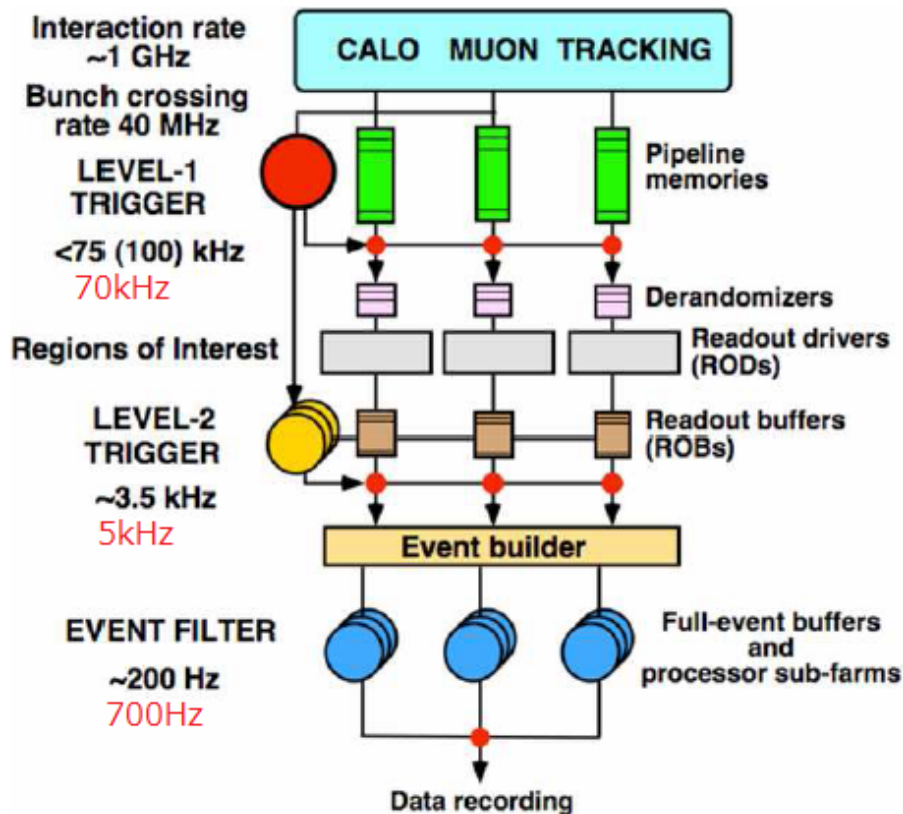 Interaction rate
~1 GHz
CALO MUON TRACKING
Bunch crossing
rate 40 MHz
LEVEL-1
TRIGGER
Pipeline
memories
<75 (100) kHz
70kHz
Derandomizers
Regions of Interest
Readout drivers
(RODs)
LEVEL-2
TRIGGER
Readout buffers
(ROBs)
~3.5 kHz
5kHz
Event builder
EVENT FILTER
~200 Hz
700Hz
Full-event buffers
and
processor sub-farms
Data recording